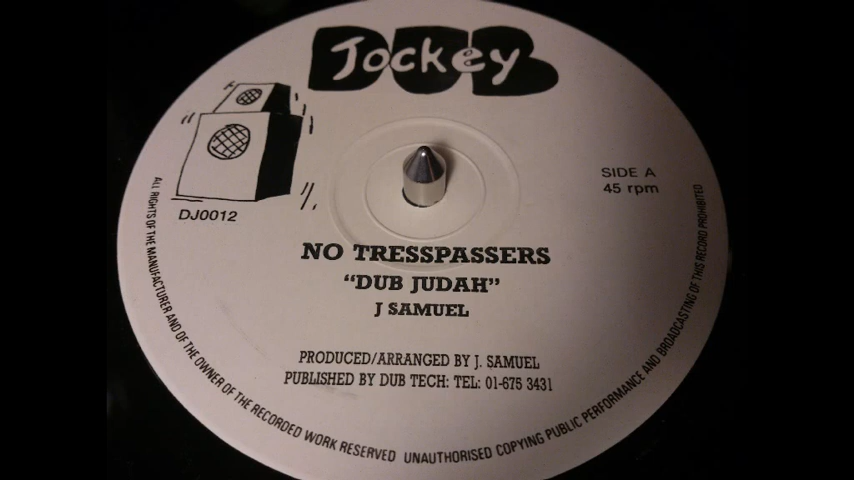 DUB
Jockey
SIDE A
45 rpm
DJ0012
NO TRESSPASSERS
“DUB JUDAH”
J SAMUEL
PRODUCED/ARRANGED BY J. SAMUEL
PUBLISHED BY DUB TECH: TEL: 01-675 3431
ALL RIGHTS OF THE MANUFACTURER AND OF THE OWNER OF THE RECORDED WORK RESERVED UNAUTHORISED COPYING PUBLIC PERFORMANCE AND BROADCASTING OF THIS RECORD PROHIBITED